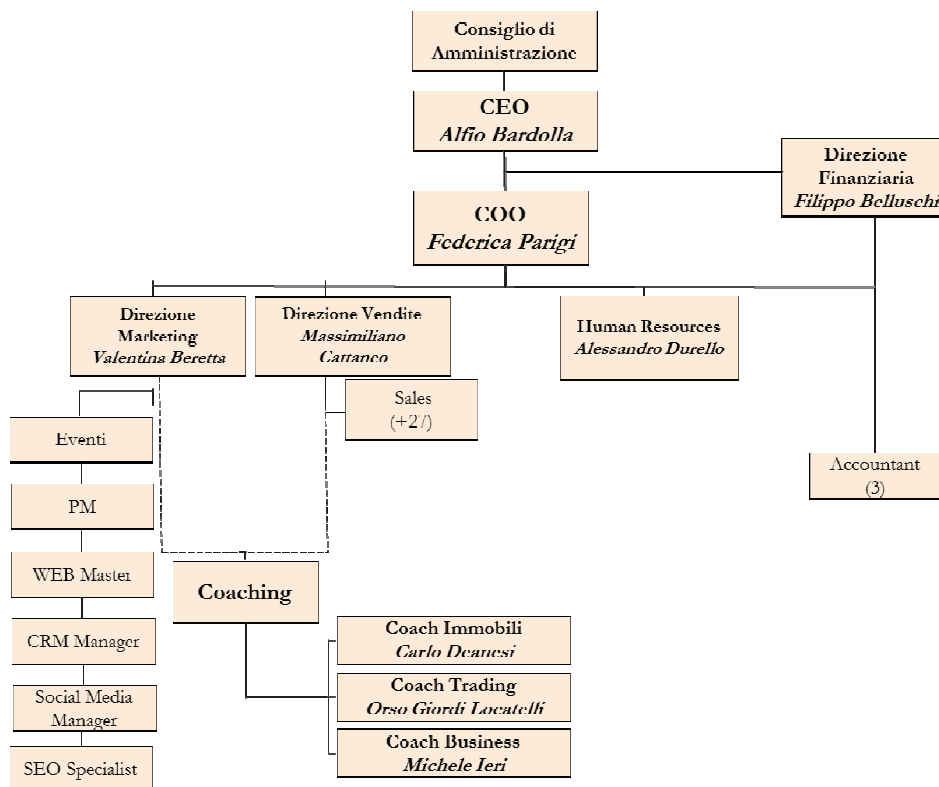 Consiglio di
Amministrazione
CEO
Alfio Bardolla
Direzione
Finanziaria
Filippo Belluschi
COO
Federica Parigi
Direzione
Marketing
Valentina Beretta
Direzione Vendite
Massimiliano
Cattaneo
Human Resources
Alessandro Durello
Sales
(+27)
Eventi
PM
WEB Master
CRM Manager
Social Media
Manager
SEO Specialist
Accountant
(3)
Coaching
Coach Immobili
Carlo Deanesi
Coach Trading
Orso Giordi Locatelli
Coach Business
Michele Ieri